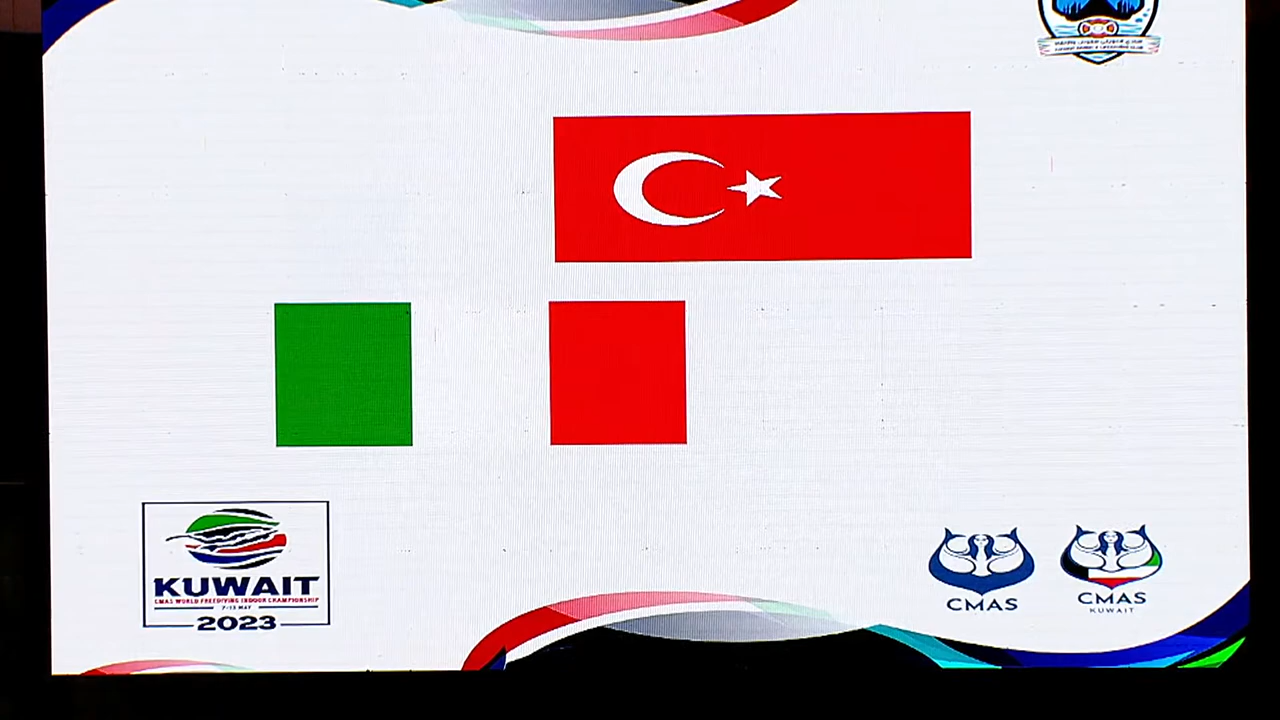 KUWAIT
CMAS WORLD FREEDIVING INDOOR CHAMPIONSHIP
7-13 MAY
2023
CMAS
CMAS
KUWAIT